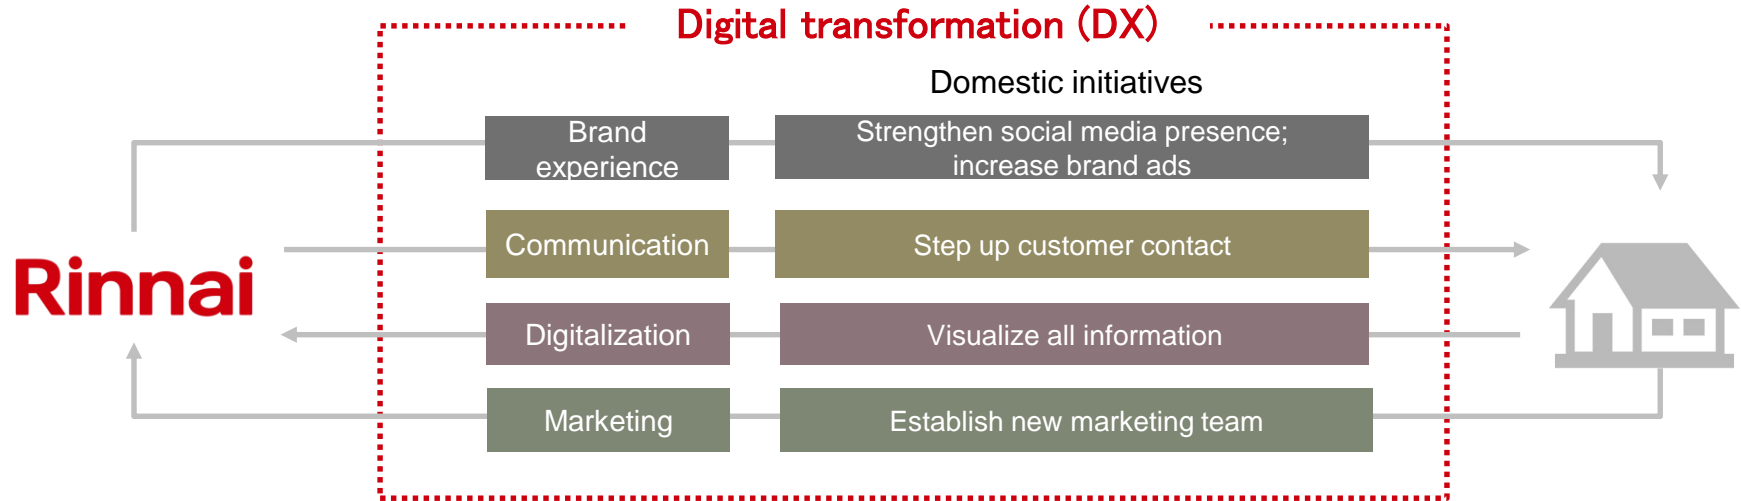 Digital transformation (DX)
Domestic initiatives
Brand
experience
Strengthen social media presence;
increase brand ads
Communication
Step up customer contact
Rinnai
Digitalization
Visualize all information
Marketing
Establish new marketing team